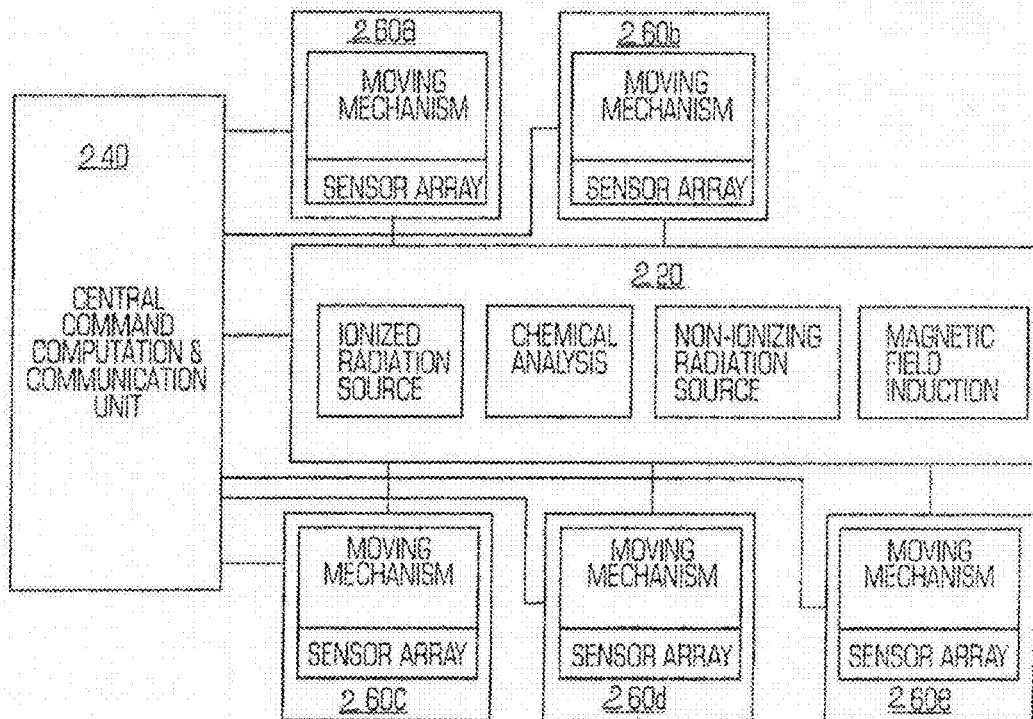 2 60a
MOVING
MECHANISM
SENSOR ARRAY
2 60b
MOVING
MECHANISM
SENSOR ARRAY
2 40
CENTRAL
COMMAND
COMPUTATION &
COMMUNICATION
UNIT
2 20
IONIZED
RADIATION
SOURCE
CHEMICAL
ANALYSIS
NON-IONIZING
RADIATION
SOURCE
MAGNETIC
FIELD
INDUCTION
MOVING
MECHANISM
SENSOR ARRAY
2 60c
MOVING
MECHANISM
SENSOR ARRAY
2 60d
MOVING
MECHANISM
SENSOR ARRAY
2 60e